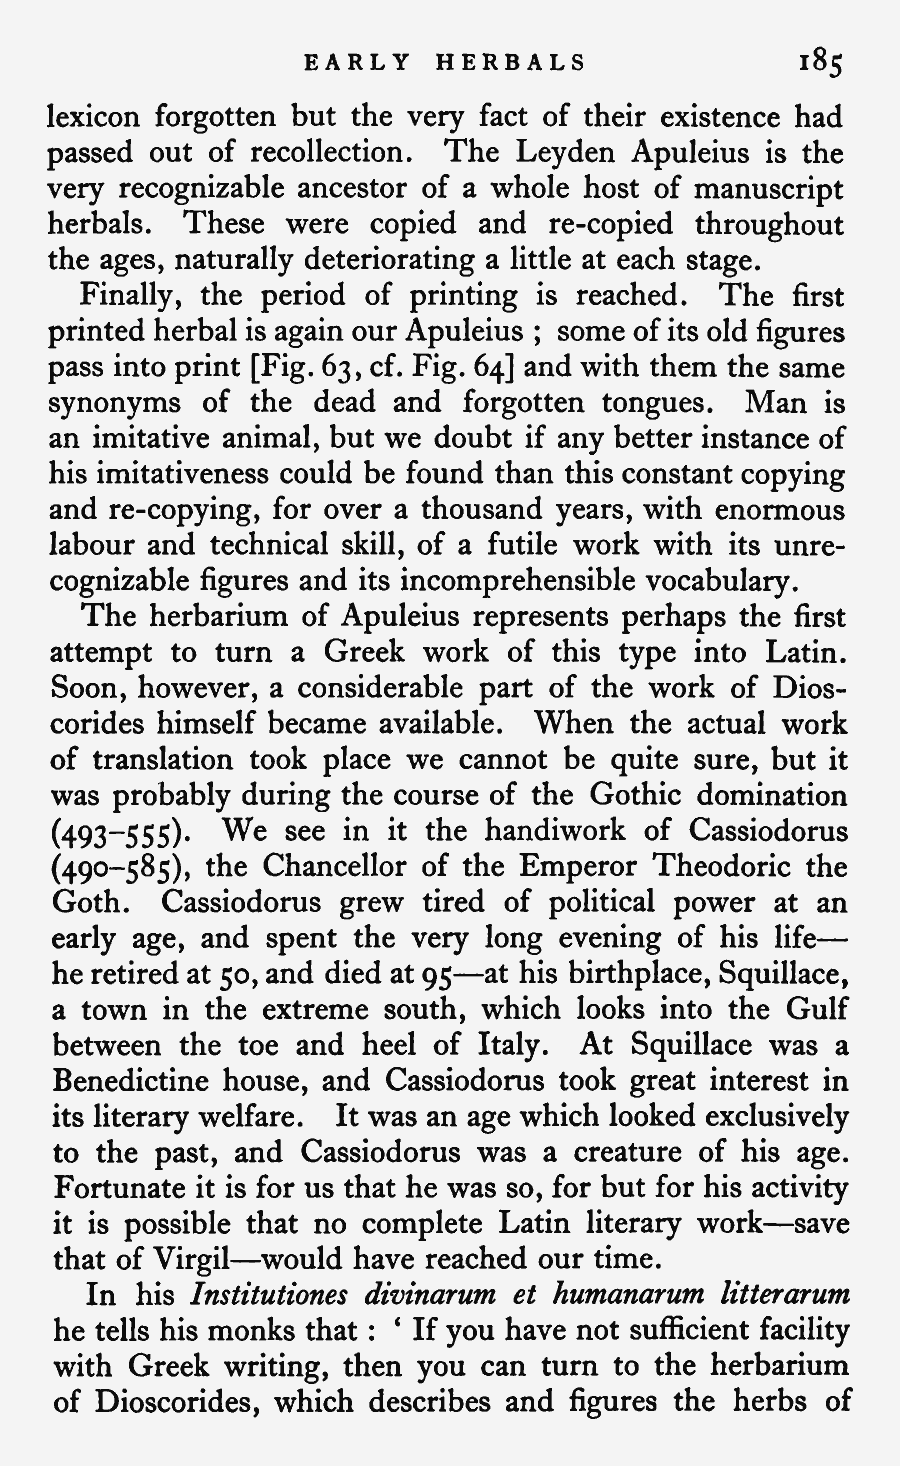 EARLY HERBALS 185
lexicon forgotten but the very fact of their existence had
passed out of recollection. The Leyden Apuleius is the
very recognizable ancestor of a whole host of manuscript
herbals. These were copied and re-copied throughout
the ages, naturally deteriorating a little at each stage.
Finally, the period of printing is reached. The first
printed herbal is again our Apuleius ; some of its old figures
pass into print [Fig. 63, cf. Fig. 64] and with them the same
synonyms of the dead and forgotten tongues. Man is
an imitative animal, but we doubt if any better instance of
his imitativeness could be found than this constant copying
and re-copying, for over a thousand years, with enormous
labour and technical skill, of a futile work with its unre-
cognizable figures and its incomprehensible vocabulary.
The herbarium of Apuleius represents perhaps the first
attempt to turn a Greek work of this type into Latin.
Soon, however, a considerable part of the work of Dios-
corides himself became available. When the actual work
of translation took place we cannot be quite sure, but it
was probably during the course of the Gothic domination
(493–555). We see in it the handiwork of Cassiodorus
(490–585), the Chancellor of the Emperor Theodoric the
Goth. Cassiodorus grew tired of political power at an
early age, and spent the very long evening of his life—
he retired at 50, and died at 95—at his birthplace, Squillace,
a town in the extreme south, which looks into the Gulf
between the toe and heel of Italy. At Squillace was a
Benedictine house, and Cassiodorus took great interest in
its literary welfare. It was an age which looked exclusively
to the past, and Cassiodorus was a creature of his age.
Fortunate it is for us that he was so, for but for his activity
it is possible that no complete Latin literary work—save
that of Virgil—would have reached our time.
In his Institutiones divinarum et humanarum litterarum
he tells his monks that : ‘ If you have not sufficient facility
with Greek writing, then you can turn to the herbarium
of Dioscorides, which describes and figures the herbs of